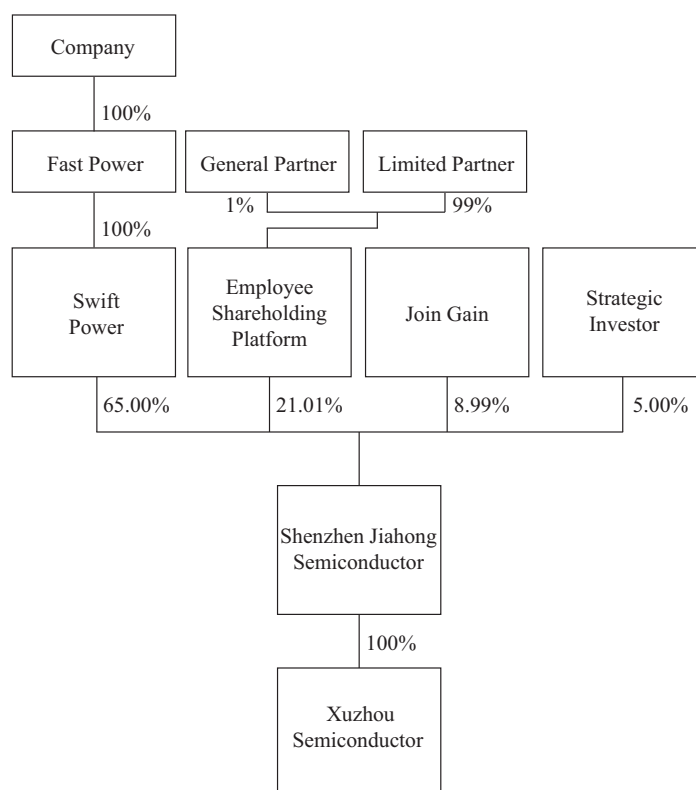 Company
100%
Fast Power
General Partner
Limited Partner
100%
1%
99%
Swift
Power
Employee
Shareholding
Platform
Join Gain
Strategic
Investor
65.00%
21.01%
8.99%
5.00%
Shenzhen Jiahong
Semiconductor
100%
Xuzhou
Semiconductor